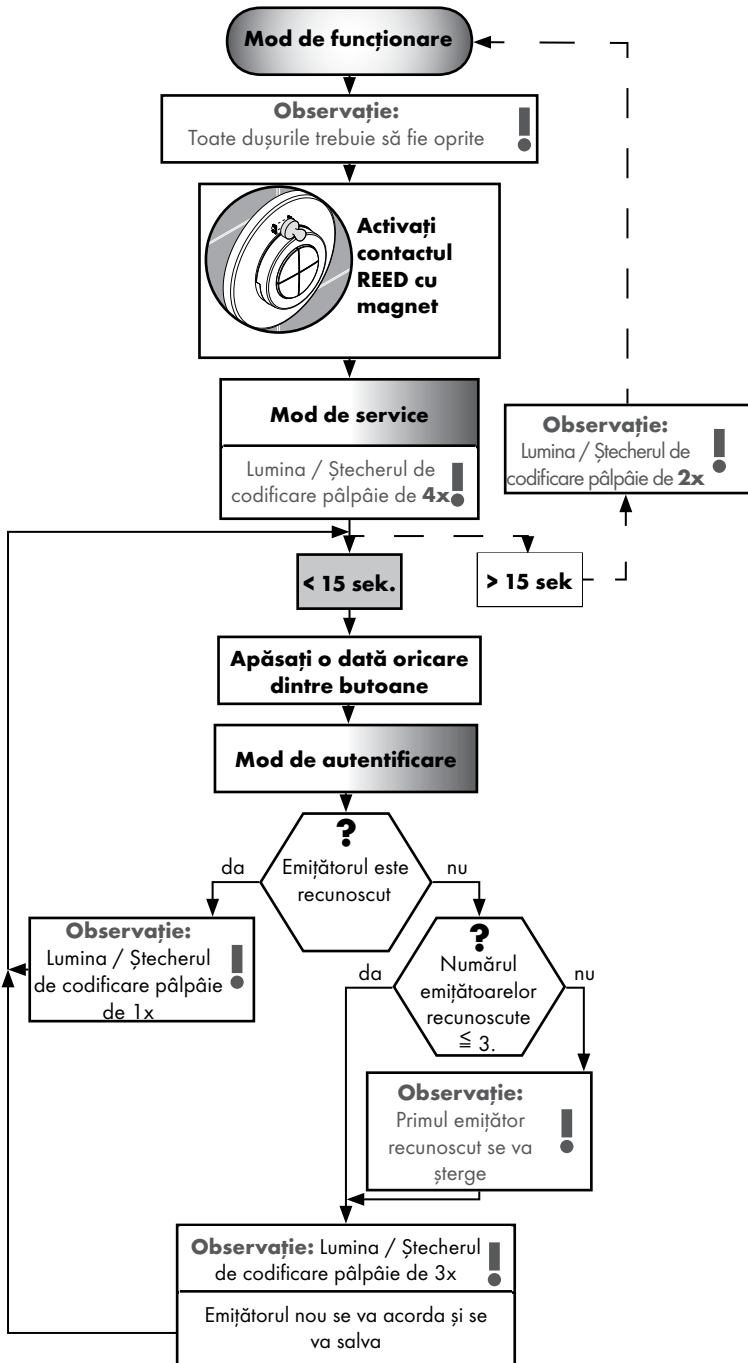 Mod de funcționare
Observație:
Toate dușurile trebuie să fie oprite
!
Activați
contactul
REED cu
magnet
Mod de service
Lumina / Ștecherul de
codificare pâlpâie de 4x
!
Observație:
Lumina / Ștecherul de
codificare pâlpâie de 2x
!
< 15 sek.
> 15 sek
Apăsați o dată oricare
dintre butoane
Mod de autentificare
?
Emițătorul este
recunoscut
da
nu
Observație:
Lumina / Ștecherul
de codificare pâlpâie
de 1x
!
?
Numărul
emițătoarelor
recunoscute
≦ 3.
da
nu
Observație:
Primul emițător
recunoscut se va
șterge
!
Observație: Lumina / Ștecherul
de codificare pâlpâie de 3x
!
Emițătorul nou se va acorda și se
va salva